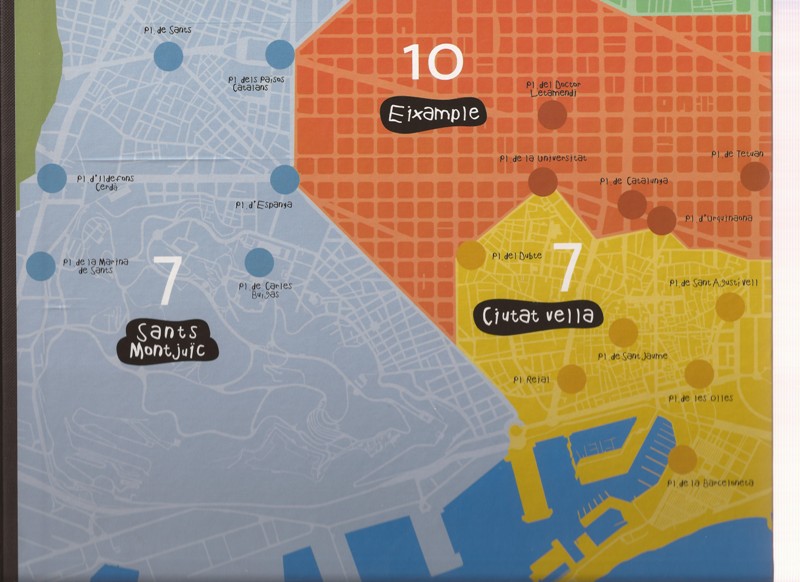 Pl de Sants
Pl dels Països
Catalans
10
Eixample
Pl del Doctor
Letamendi
Pl de la Universitat
Pl de Catalunya
Pl de Tetuan
Pl d'Urquinaona
Pl d'Ildefons
Cerdà
Pl d'Espanya
Pl de la Marina
de Sants
7
Sants
Montjuïc
Pl de Carles
Buïgas
Pl del Dubte
7
Ciutat vella
Pl de Sant Agustí vell
Pl de Sant Jaume
Pl Reial
Pl de les Olles
Pl de la Barceloneta